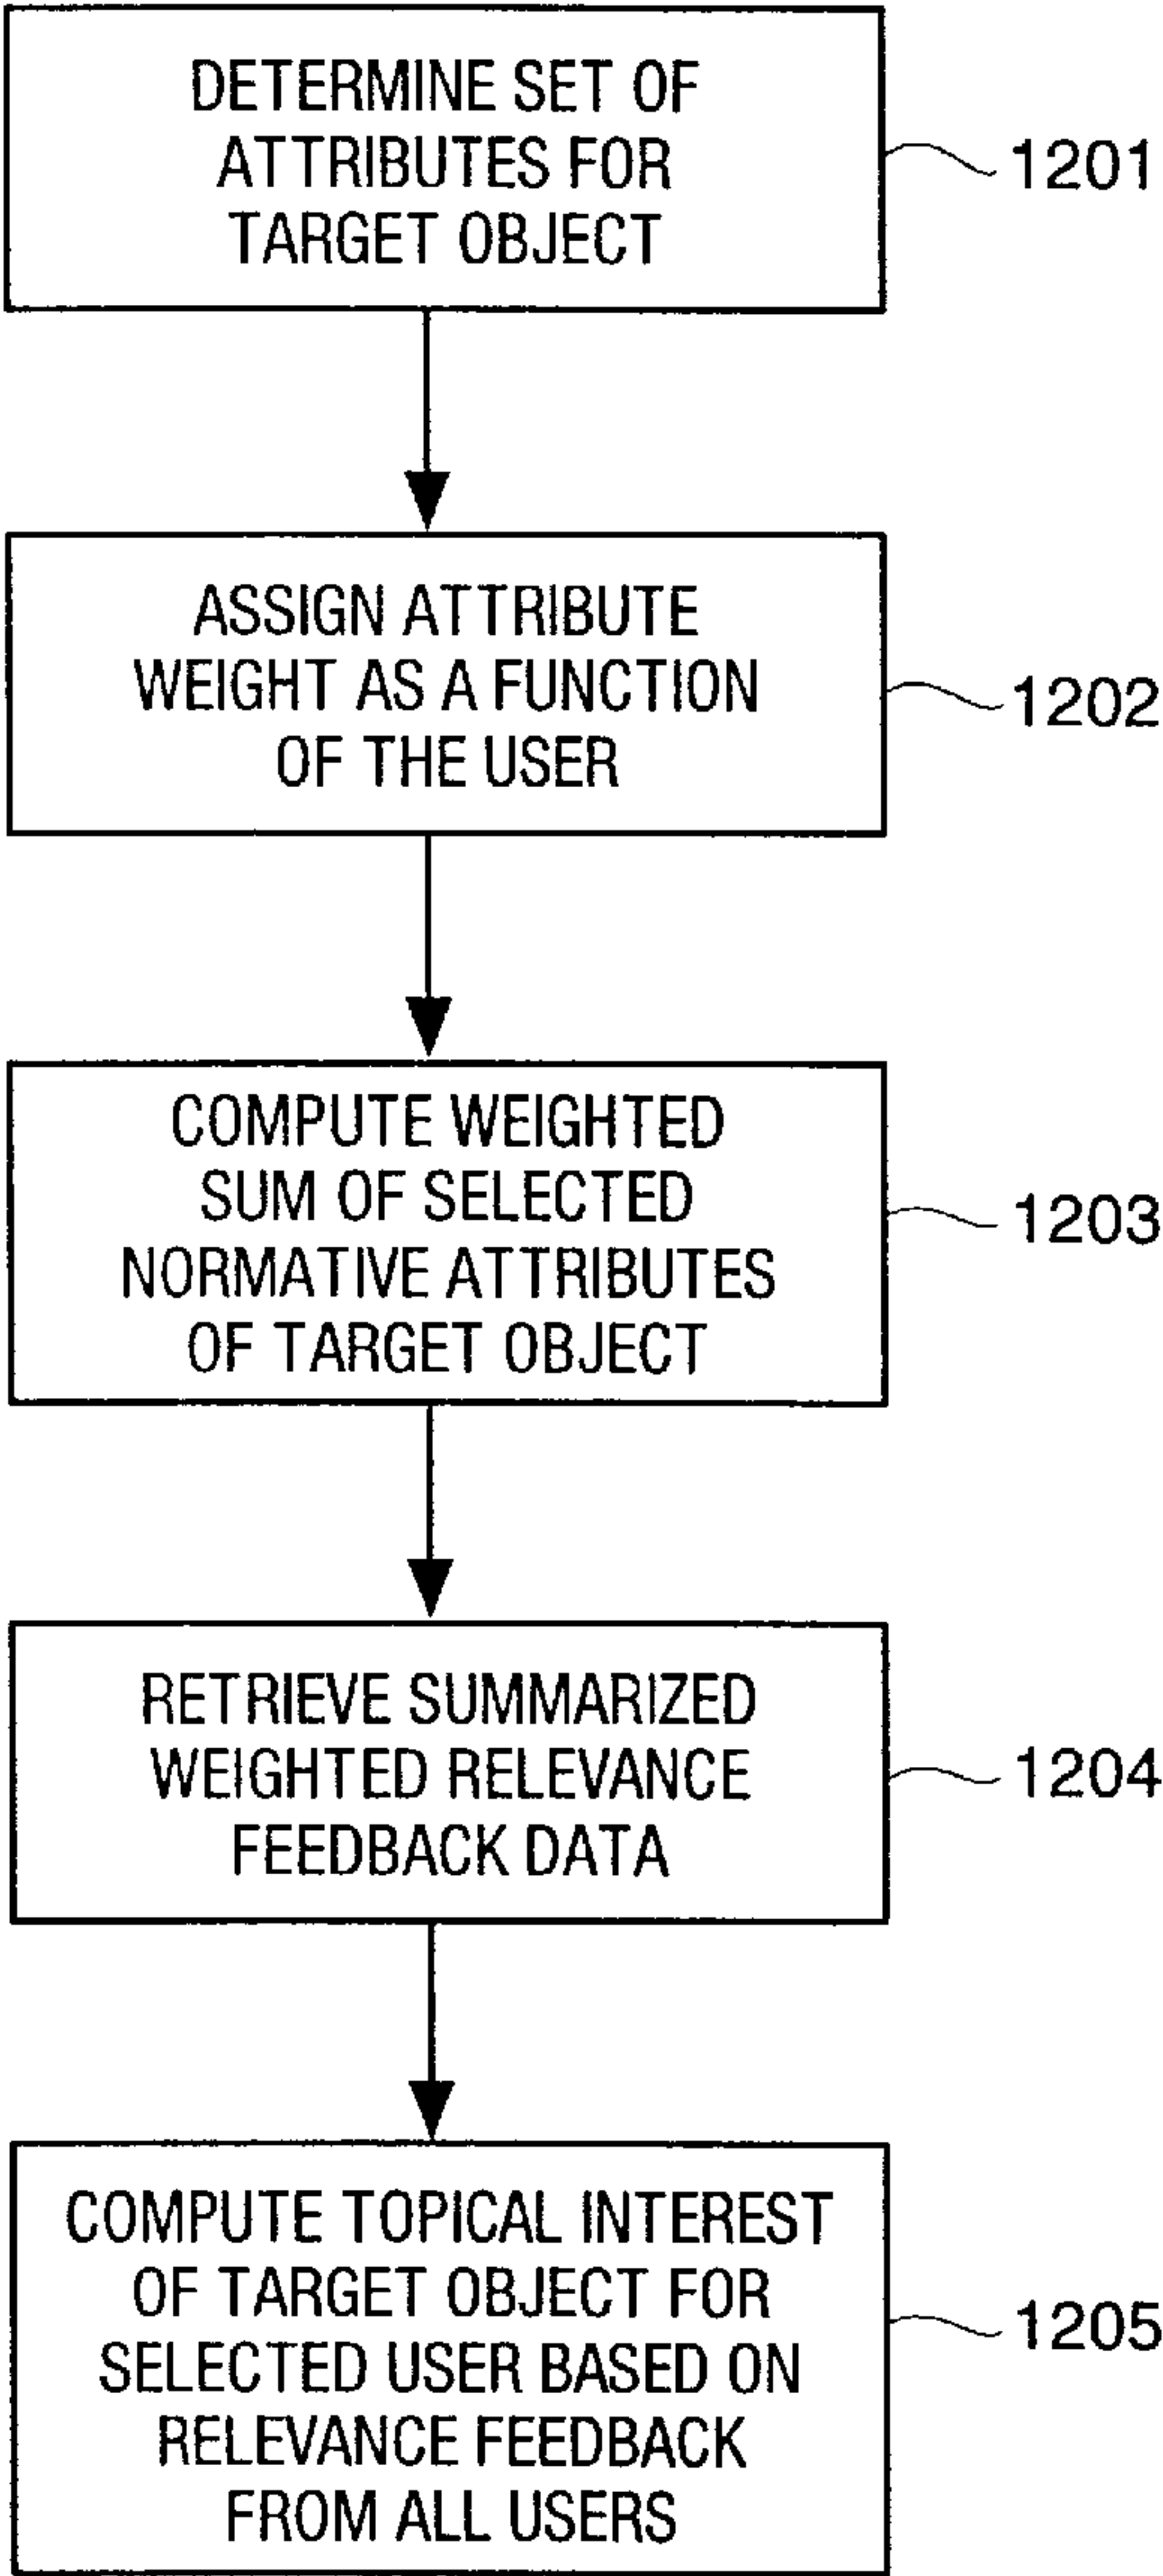 DETERMINE SET OF
ATTRIBUTES FOR
TARGET OBJECT
1201
ASSIGN ATTRIBUTE
WEIGHT AS A FUNCTION
OF THE USER
1202
COMPUTE WEIGHTED
SUM OF SELECTED
NORMATIVE ATTRIBUTES
OF TARGET OBJECT
1203
RETRIEVE SUMMARIZED
WEIGHTED RELEVANCE
FEEDBACK DATA
1204
COMPUTE TOPICAL INTEREST
OF TARGET OBJECT FOR
SELECTED USER BASED ON
RELEVANCE FEEDBACK
FROM ALL USERS
1205